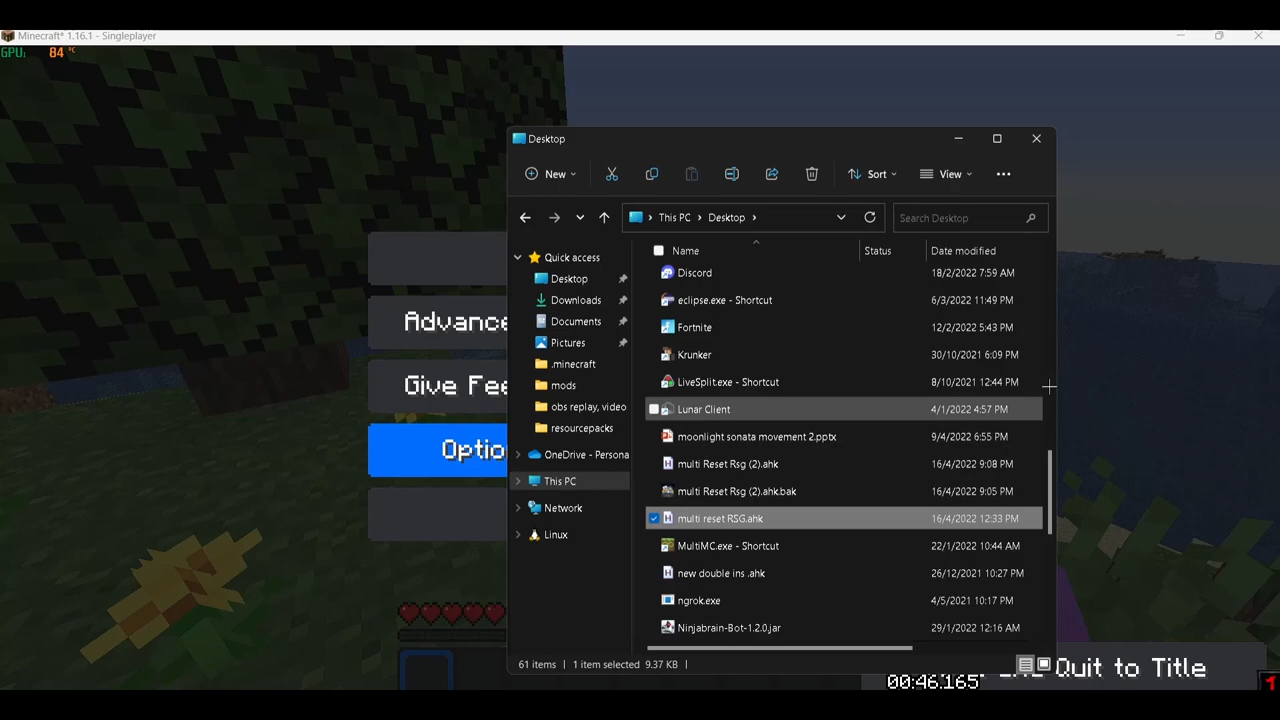 Minecraft* 1.16.1 - Singleplayer
GPU: 84 °C
Desktop
New
Sort
View
This PC > Desktop >
Search Desktop
Name Status Date modified
Quick access
Desktop
Downloads
Documents
Pictures
.minecraft
mods
obs replay, video
resourcepacks
OneDrive - Persona
This PC
Network
Linux
Discord 18/2/2022 7:59 AM
eclipse.exe - Shortcut 6/3/2022 11:49 PM
Fortnite 12/2/2022 5:43 PM
Krunker 30/10/2021 6:09 PM
LiveSplit.exe - Shortcut 8/10/2021 12:44 PM
Lunar Client 4/1/2022 4:57 PM
moonlight sonata movement 2.pptx 9/4/2022 6:55 PM
multi Reset Rsg (2).ahk 16/4/2022 9:08 PM
multi Reset Rsg (2).ahk.bak 16/4/2022 9:05 PM
multi reset RSG.ahk 16/4/2022 12:33 PM
MultiMC.exe - Shortcut 22/1/2022 10:44 AM
new double ins .ahk 26/12/2021 10:27 PM
ngrok.exe 4/5/2021 10:17 PM
Ninjabrain-Bot-1.2.0.jar 29/1/2022 12:16 AM
61 items 1 item selected 9.37 KB
Advance
Give Fee
Optio
Quit to Title
00:46.165
1